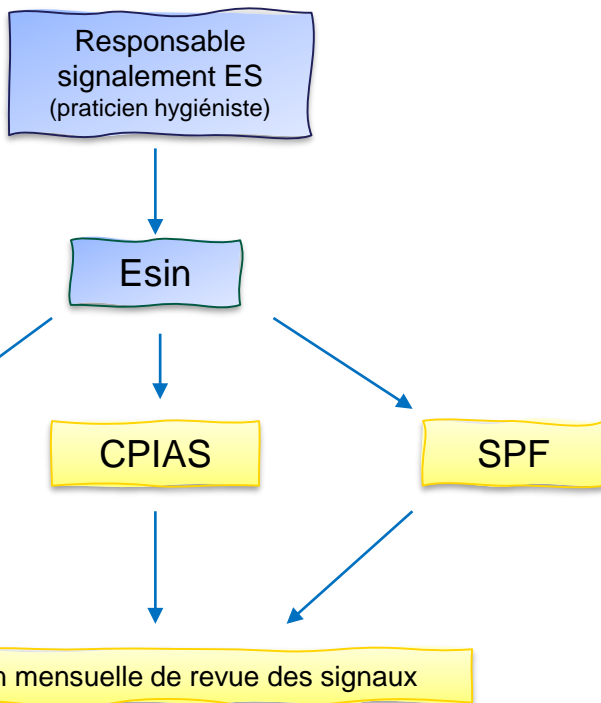 Responsable
signalement ES
(praticien hygiéniste)
Esin
CPIAS
SPF
mensuelle de revue des signaux